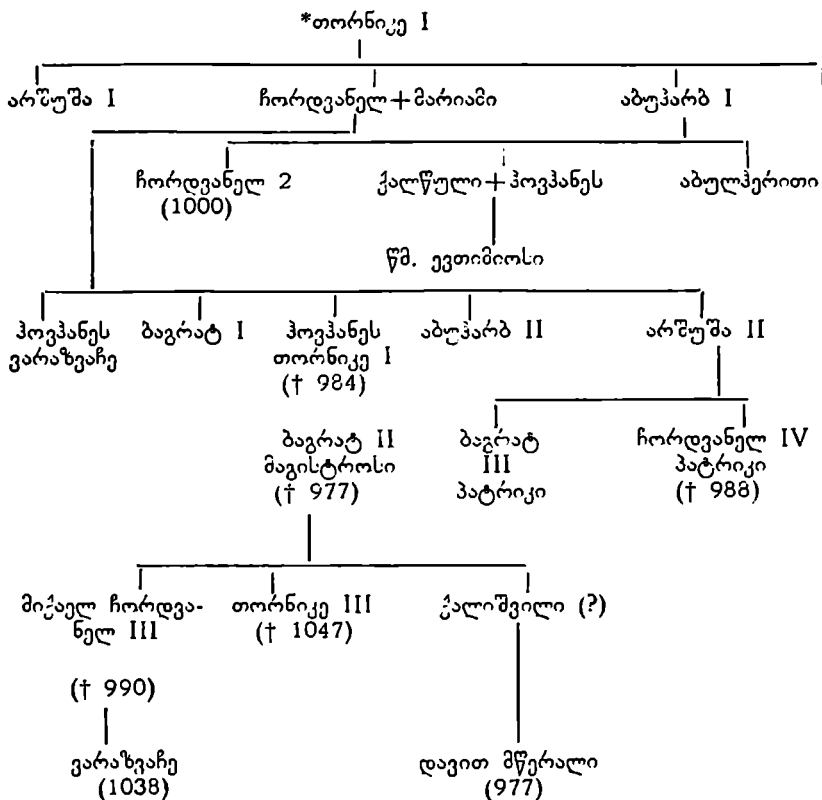 *თორნიკე I
არშუშა I ჩორდვანელ+მარიამი აბუჰარბ I
ჩორდვანელ 2 ქალწული+ჰოვჰანეს აბულჰერითი
(1000)
წმ. ევთიმიოსი
ჰოვჰანეს ბაგრატ I ჰოვჰანეს აბუჰარბ II არშუშა II
ვარაზვაჩე თორნიკე I
(† 984)
ბაგრატ II ბაგრატ ჩორდვანელ IV
მაგისტროსი III პატრიკი
(† 977) პატრიკი († 988)
მიქაელ ჩორდვა- თორნიკე III ქალიშვილი (?)
ნელ III († 1047)
(† 990)
ვარაზვაჩე დავით მწერალი
(1038) (977)